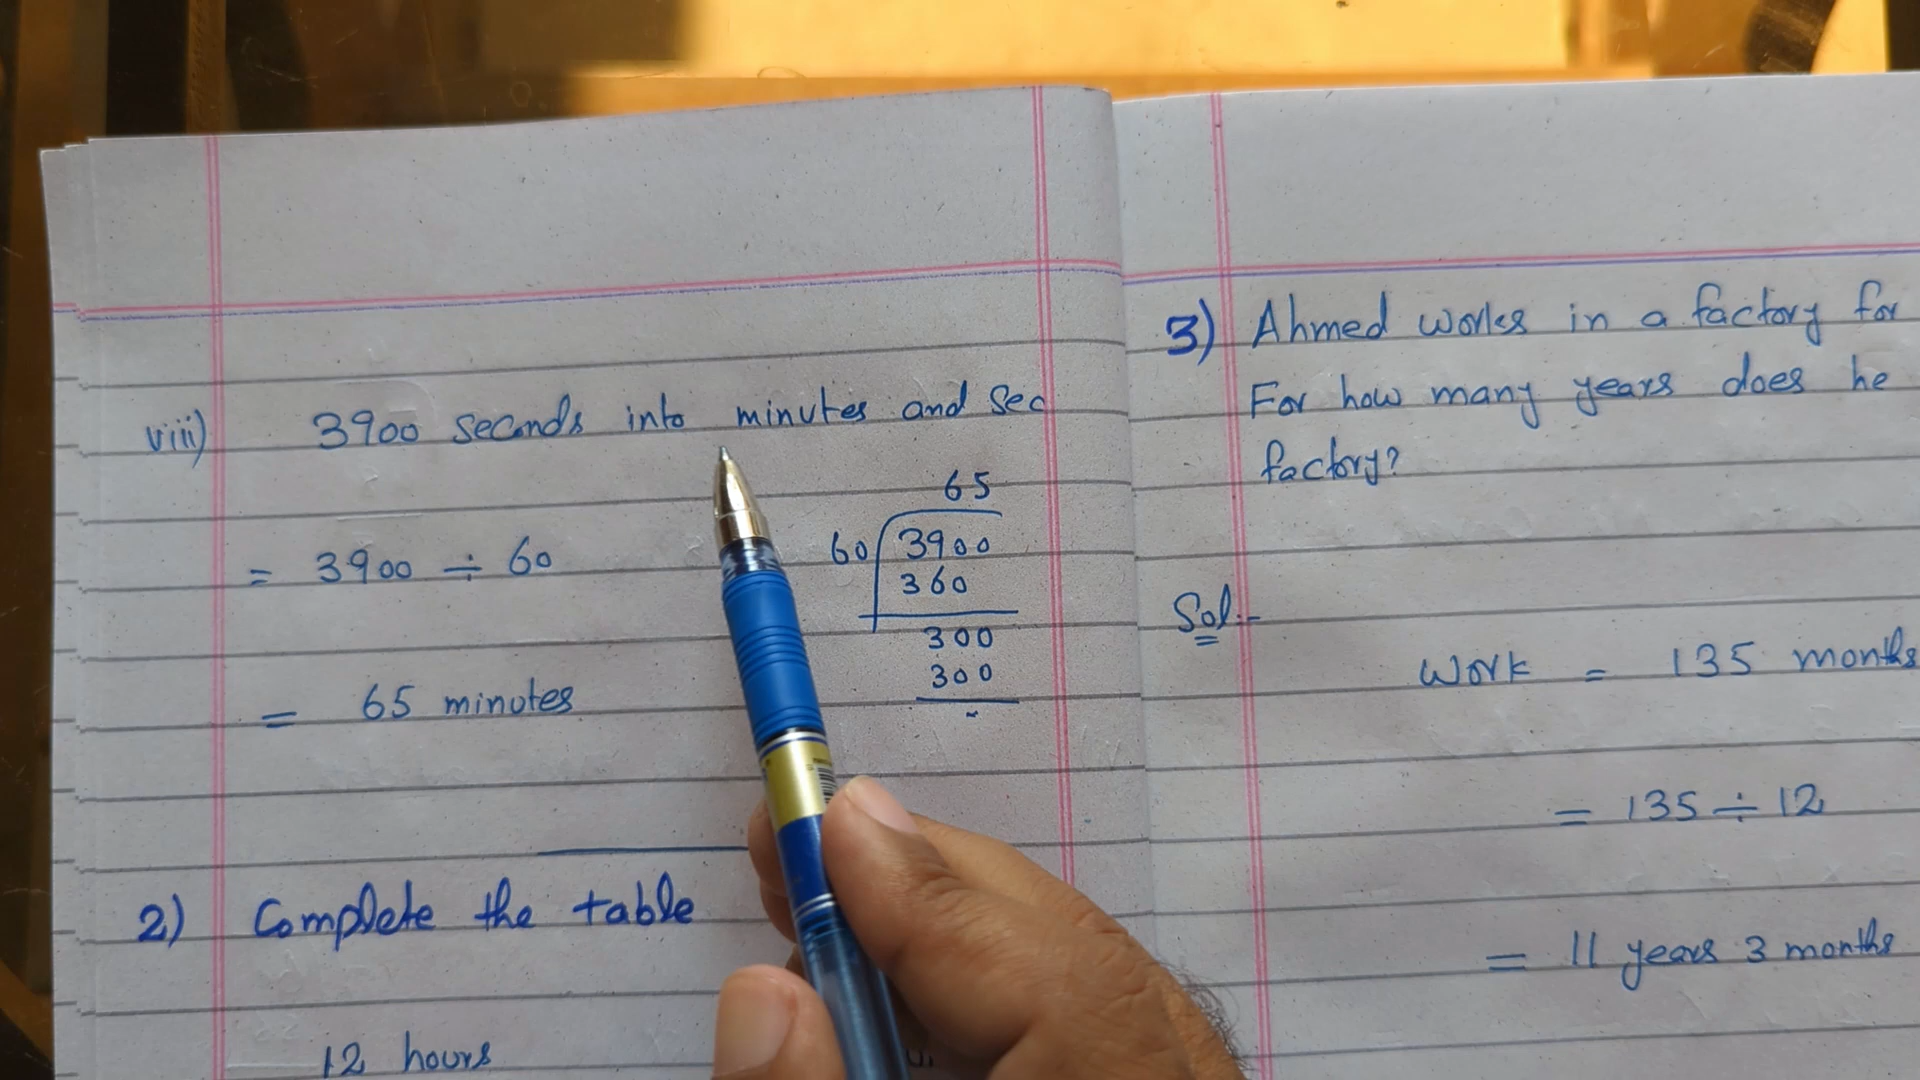 viii) 3900 seconds into minutes and sec
= 3900 ÷ 60
= 65 minutes
65
60 3900
360
300
300
2) Complete the table
12 hours
3) Ahmed works in a factory for
For how many years does he
factory?
Sol:-
Work = 135 months
= 135 ÷ 12
= 11 years 3 months